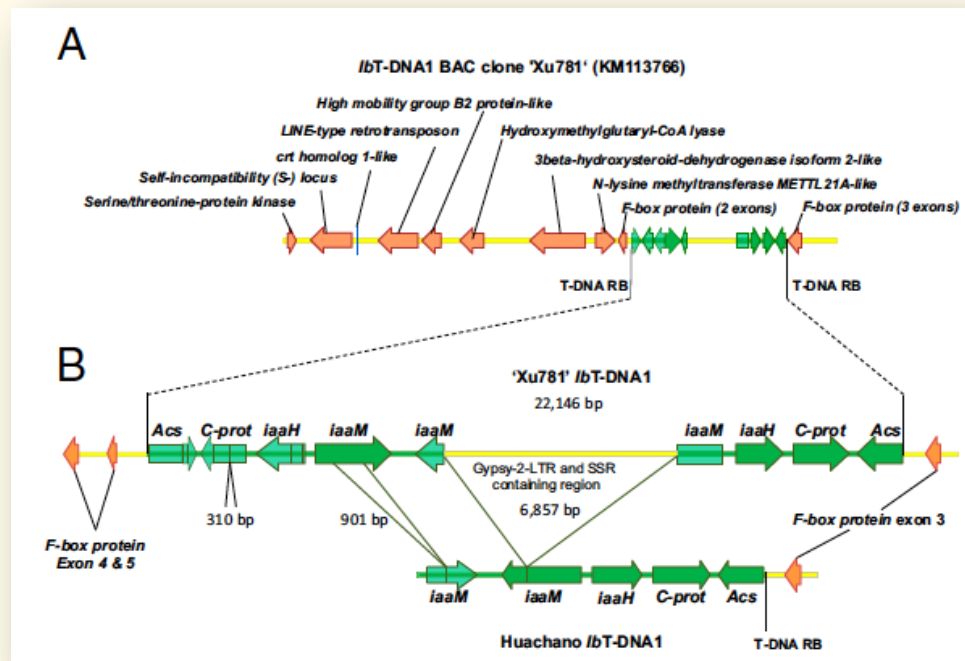 A
IbT-DNA1 BAC clone 'Xu781‘ (KM113766)
High mobility group B2 protein-like
LINE-type retrotransposon
Hydroxymethylglutaryl-CoA lyase
crt homolog 1-like
3beta-hydroxysteroid-dehydrogenase isoform 2-like
Self-incompatibility (S-) locus
N-lysine methyltransferase METTL21A-like
Serine/threonine-protein kinase
F-box protein (2 exons)
F-box protein (3 exons)
T-DNA RB
T-DNA RB
B
'Xu781' IbT-DNA1
22,146 bp
Acs C-prot iaaH iaaM iaaM iaaM iaaH C-prot Acs
Gypsy-2-LTR and SSR
containing region
310 bp 901 bp 6,857 bp
F-box protein
Exon 4 & 5
F-box protein exon 3
iaaM iaaM iaaH C-prot Acs
Huachano IbT-DNA1
T-DNA RB